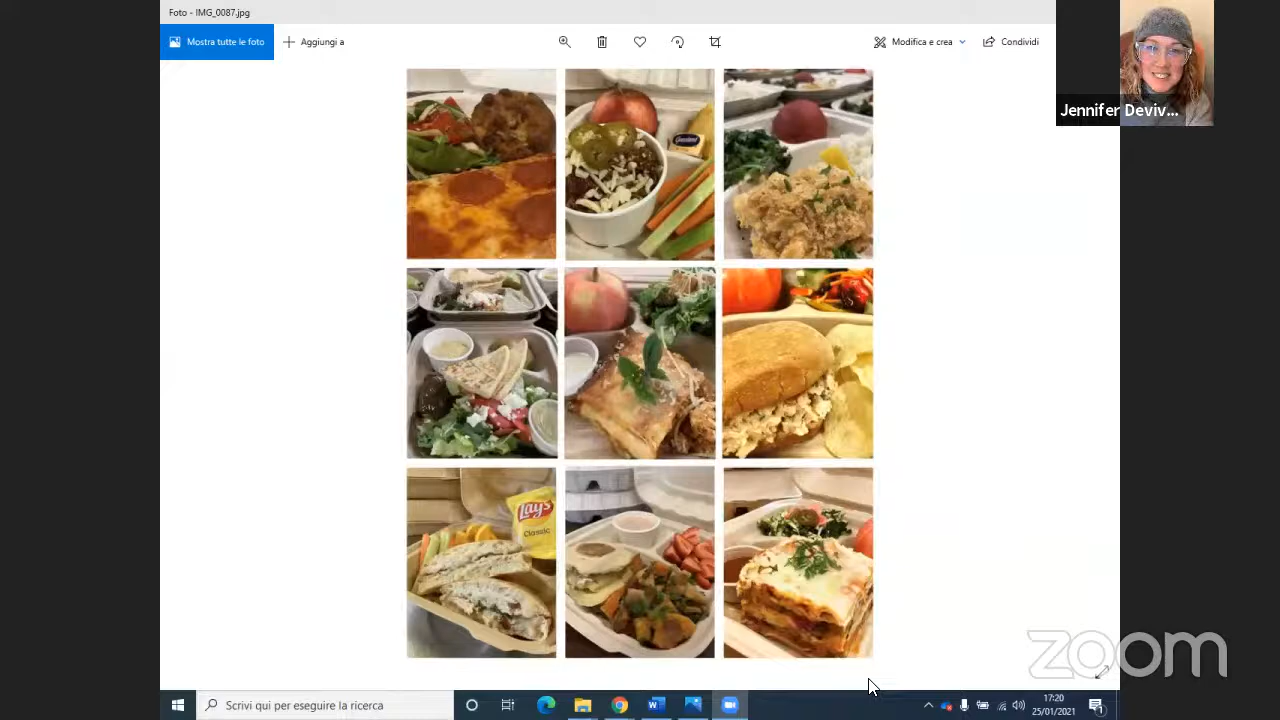 Foto - IMG_0087.jpg
Mostra tutte le foto
Aggiungi a
Modifica e crea
Condividi
Jennifer Deviv...
Lay's
Classic
zoom
Scrivi qui per eseguire la ricerca
17:20
25/01/2021
1